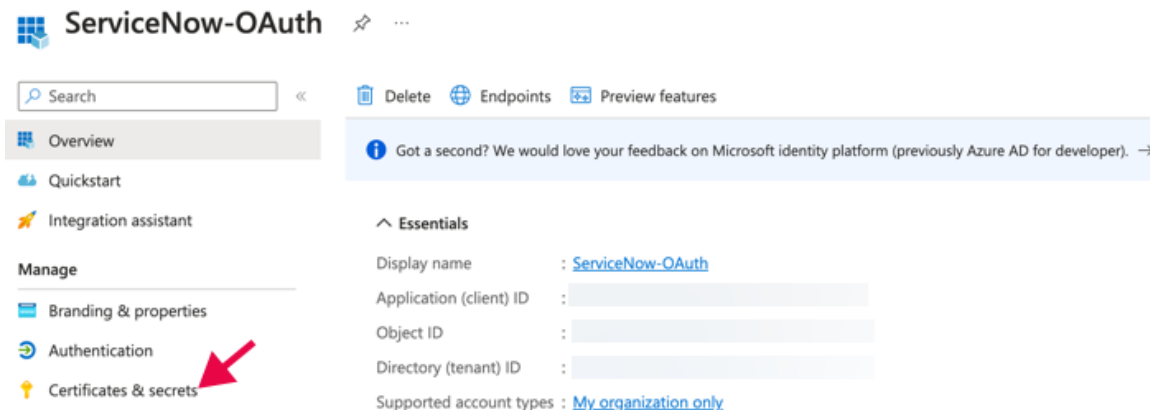 ServiceNow-OAuth
Search
Delete Endpoints Preview features
Overview
Got a second? We would love your feedback on Microsoft identity platform (previously Azure AD for developer). →
Quickstart
Integration assistant
Essentials
Manage
Display name : ServiceNow-OAuth
Application (client) ID :
Branding & properties
Object ID :
Authentication
Directory (tenant) ID :
Certificates & secrets
Supported account types : My organization only